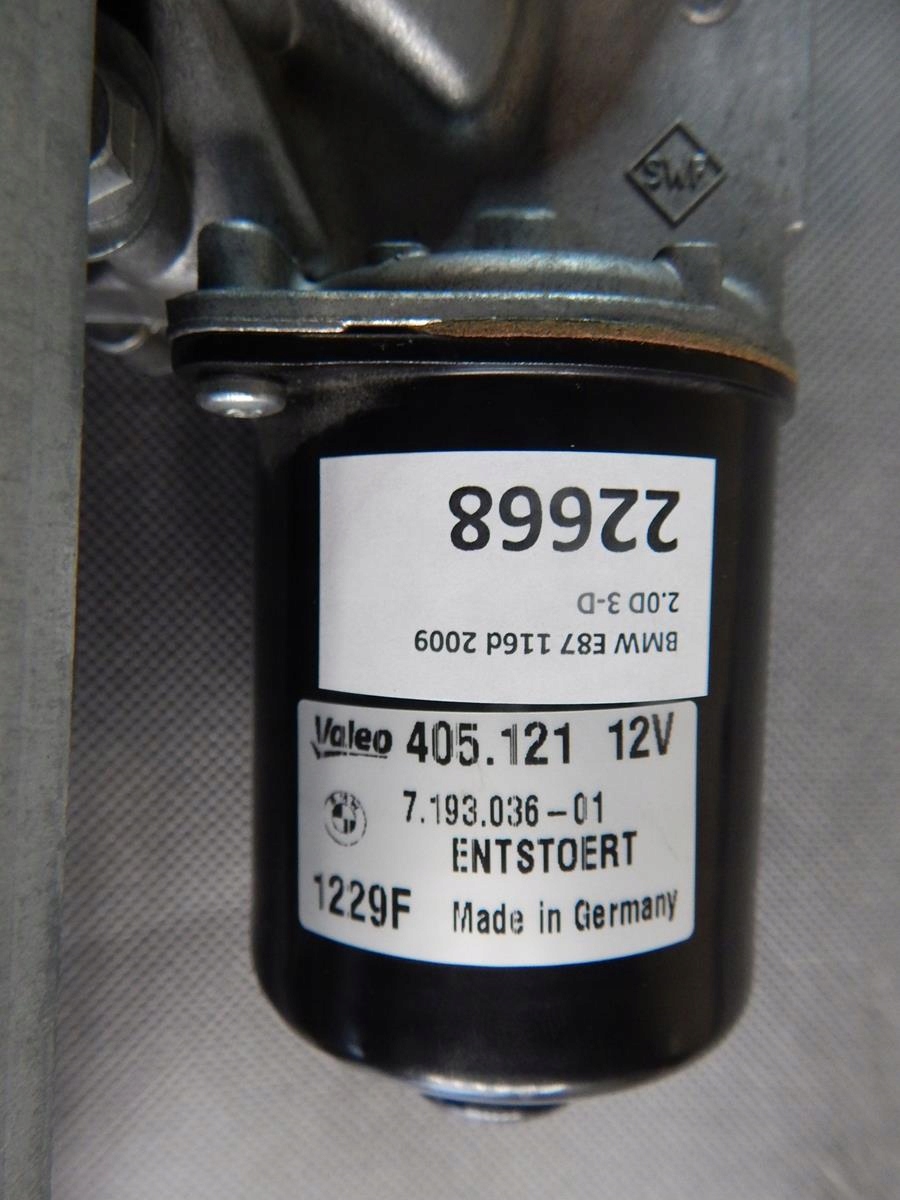 SWF
22668
2.0D 3-D
BMW E87 116d 2009
Valeo 405.121 12V
BMW
7.193.036-01
ENTSTOERT
1229F Made in Germany